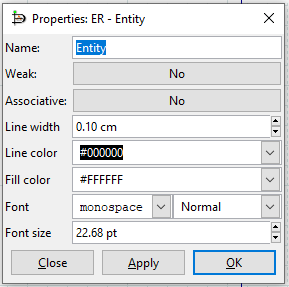 Properties: ER - Entity
Name: Entity
Weak: No
Associative: No
Line width 0.10 cm
Line color #000000
Fill color #FFFFFF
Font monospace Normal
Font size 22.68 pt
Close Apply OK